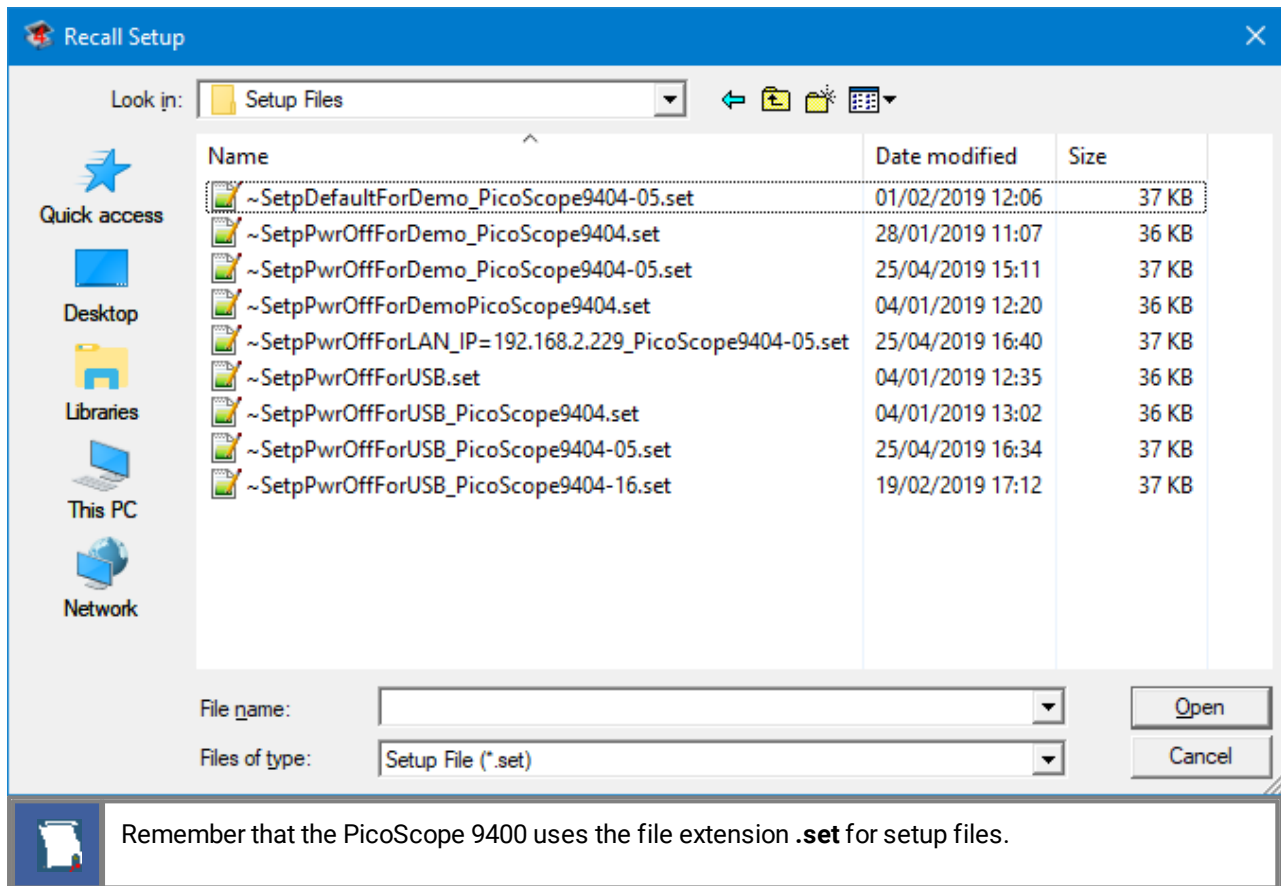 Recall Setup
Look in: Setup Files
Name Date modified Size
~SetpDefaultForDemo_PicoScope9404-05.set 01/02/2019 12:06 37 KB
~SetpPwrOffForDemo_PicoScope9404.set 28/01/2019 11:07 36 KB
~SetpPwrOffForDemo_PicoScope9404-05.set 25/04/2019 15:11 37 KB
~SetpPwrOffForDemoPicoScope9404.set 04/01/2019 12:20 36 KB
~SetpPwrOffForLAN_IP=192.168.2.229_PicoScope9404-05.set 25/04/2019 16:40 37 KB
~SetpPwrOffForUSB.set 04/01/2019 12:35 36 KB
~SetpPwrOffForUSB_PicoScope9404.set 04/01/2019 13:02 36 KB
~SetpPwrOffForUSB_PicoScope9404-05.set 25/04/2019 16:34 37 KB
~SetpPwrOffForUSB_PicoScope9404-16.set 19/02/2019 17:12 37 KB
Quick access
Desktop
Libraries
This PC
Network
File name: Open
Files of type: Setup File (*.set) Cancel
Remember that the PicoScope 9400 uses the file extension .set for setup files.